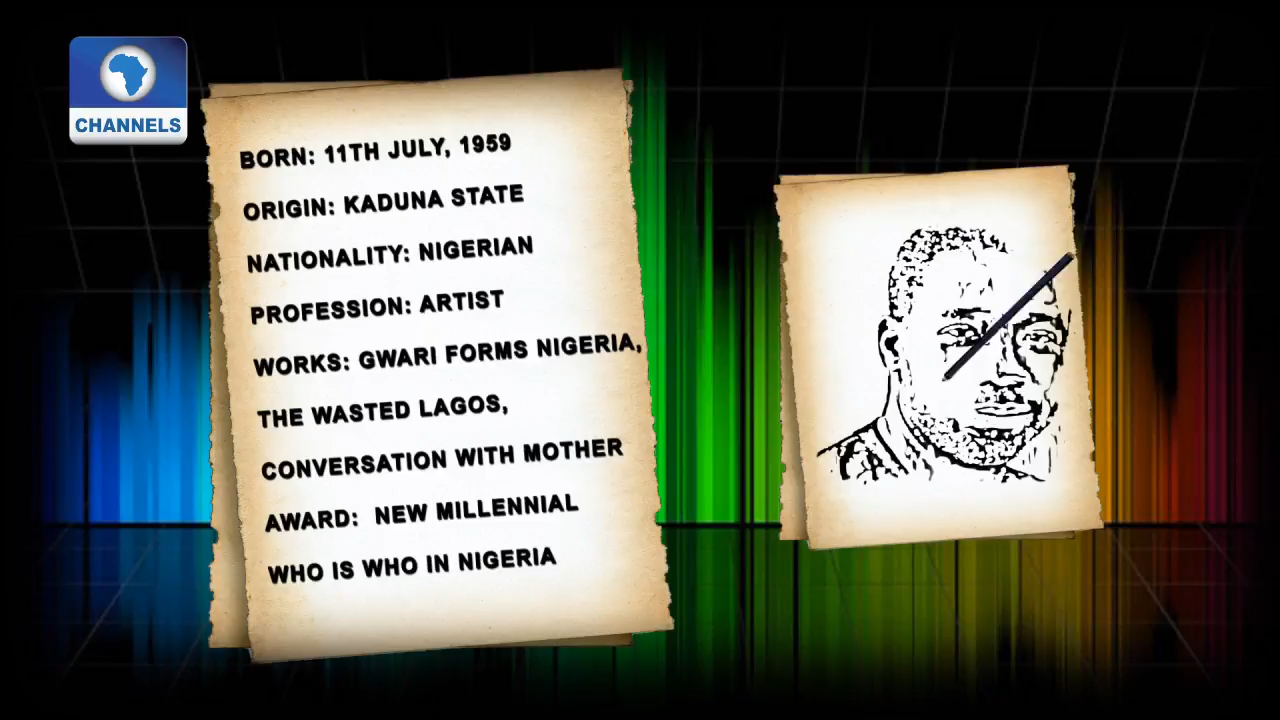 CHANNELS
BORN: 11TH JULY, 1959
ORIGIN: KADUNA STATE
NATIONALITY: NIGERIAN
PROFESSION: ARTIST
WORKS: GWARI FORMS NIGERIA,
THE WASTED LAGOS,
CONVERSATION WITH MOTHER
AWARD: NEW MILLENNIAL
WHO IS WHO IN NIGERIA